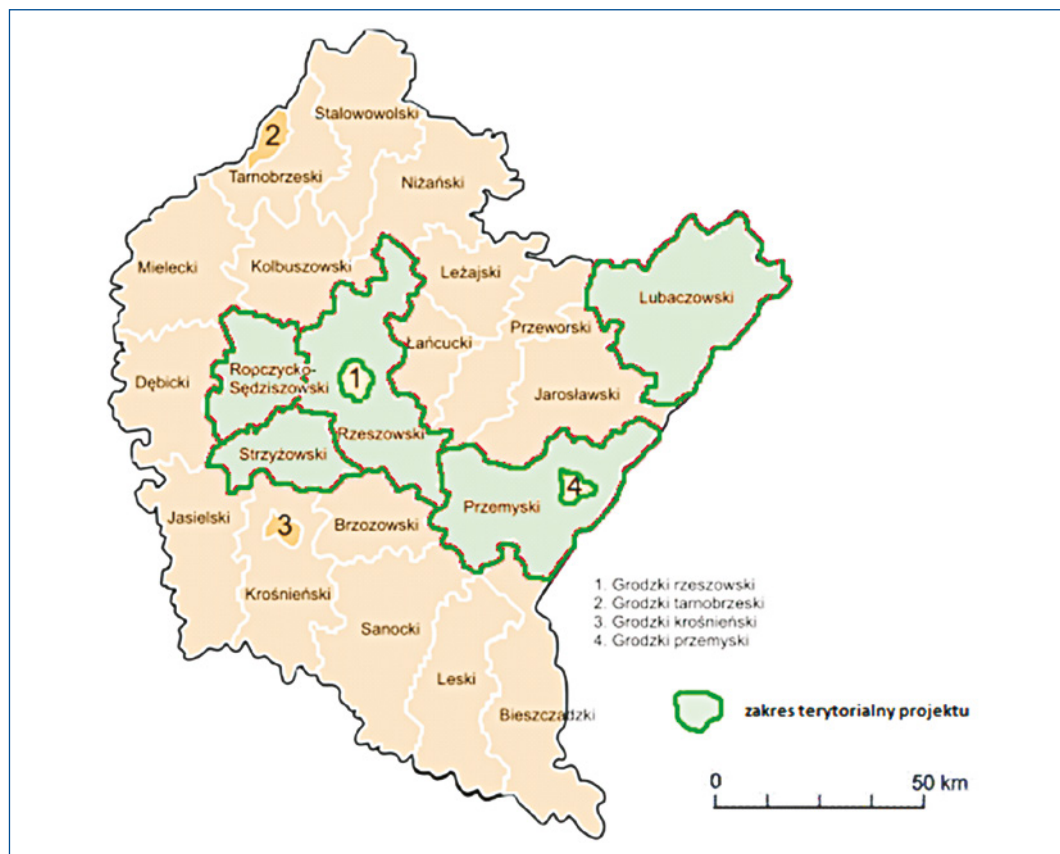 Stalowowolski
2
Tarnobrzeski
Niżański
Mielecki
Kolbuszowski
Leżajski
Lubaczowski
Przeworski
Łańcucki
Ropczycko-
Sędziszowski
1
Dębicki
Jarosławski
Rzeszowski
Strzyżowski
4
Przemyski
Jasielski
3
Brzozowski
Krośnieński
Sanocki
Leski
Bieszczadzki
1. Grodzki rzeszowski
2. Grodzki tarnobrzeski
3. Grodzki krośnieński
4. Grodzki przemyski
zakres terytorialny projektu
0 50 km